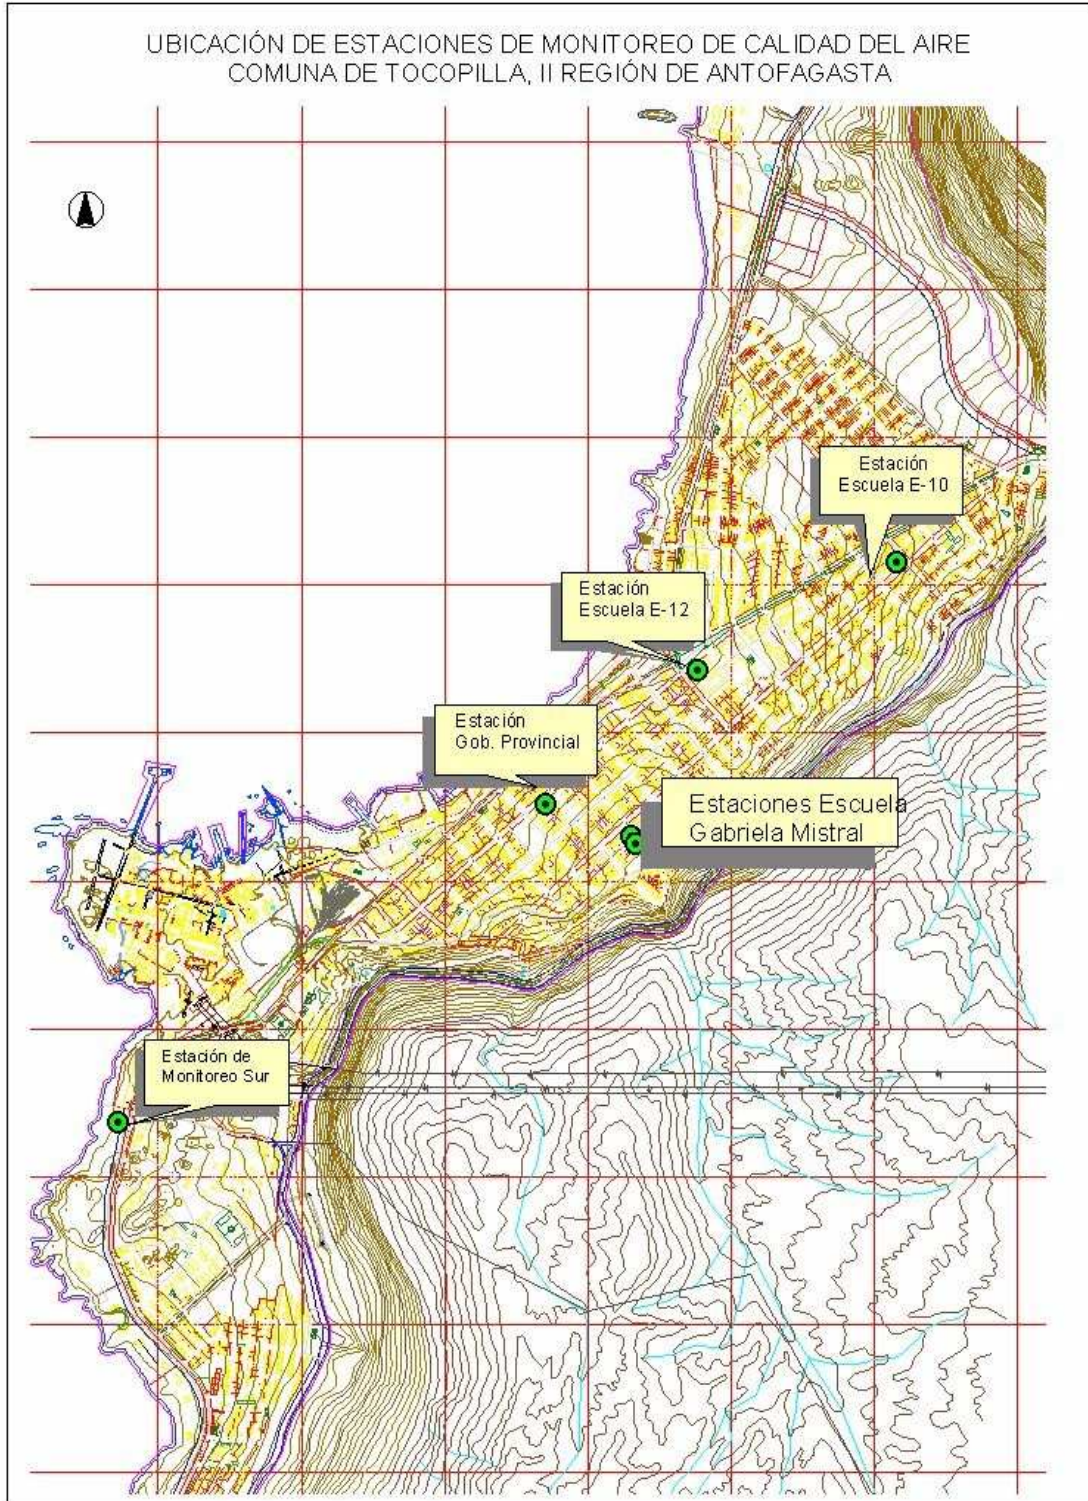 UBICACIÓN DE ESTACIONES DE MONITOREO DE CALIDAD DEL AIRE
COMUNA DE TOCOPILLA, II REGIÓN DE ANTOFAGASTA
Estación
Escuela E-10
Estación
Escuela E-12
Estación
Gob. Provincial
Estaciones Escuela
Gabriela Mistral
Estación de
Monitoreo Sur